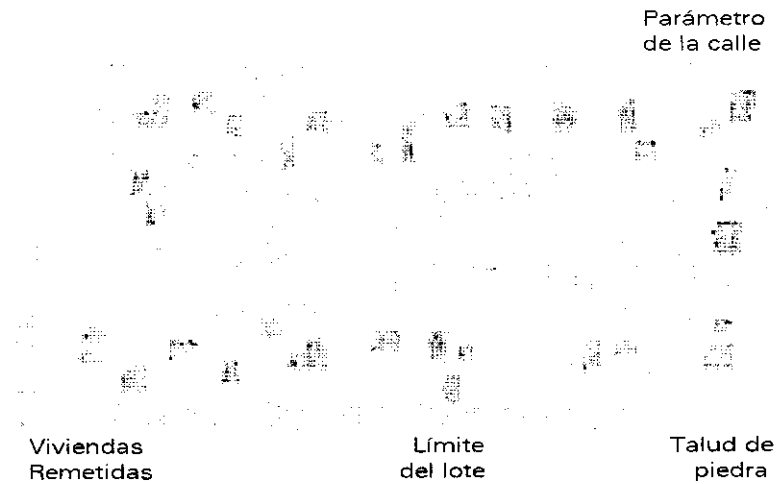 Parámetro
de la calle
Viviendas
Remetidas
Límite
del lote
Talud de
piedra